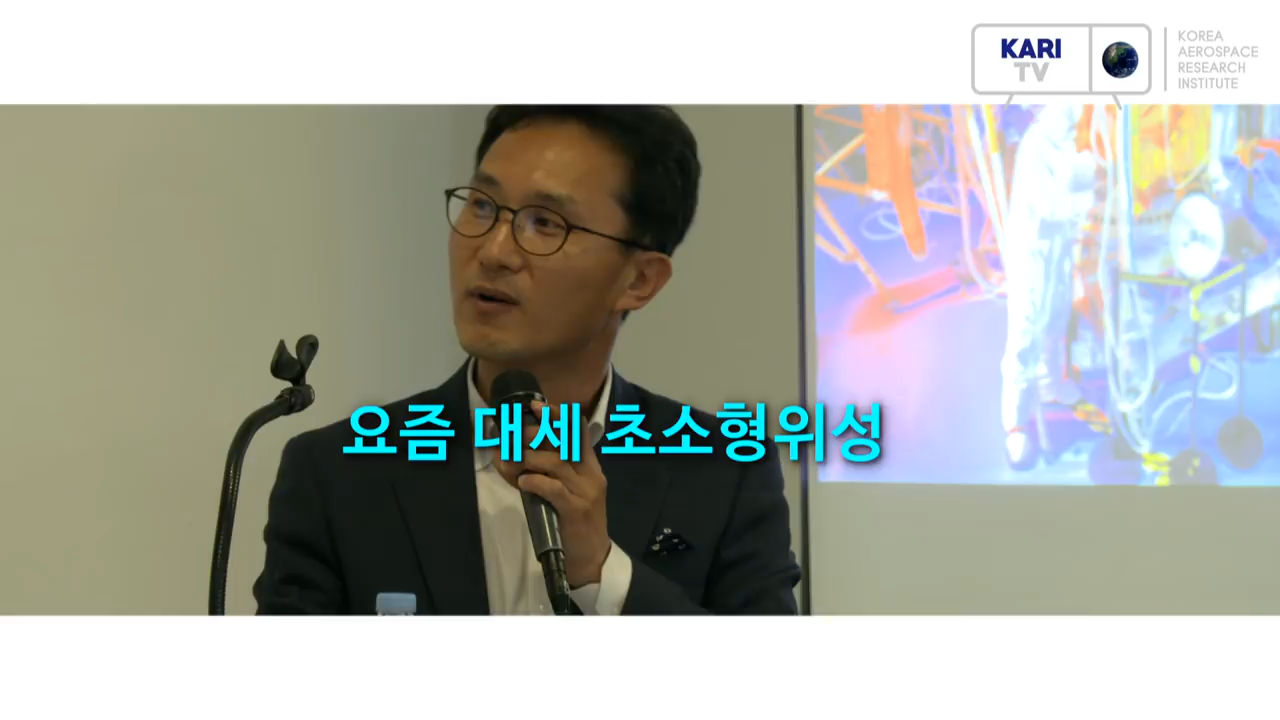 KARI
TV
KOREA
AEROSPACE
RESEARCH
INSTITUTE
요즘 대세 초소형위성